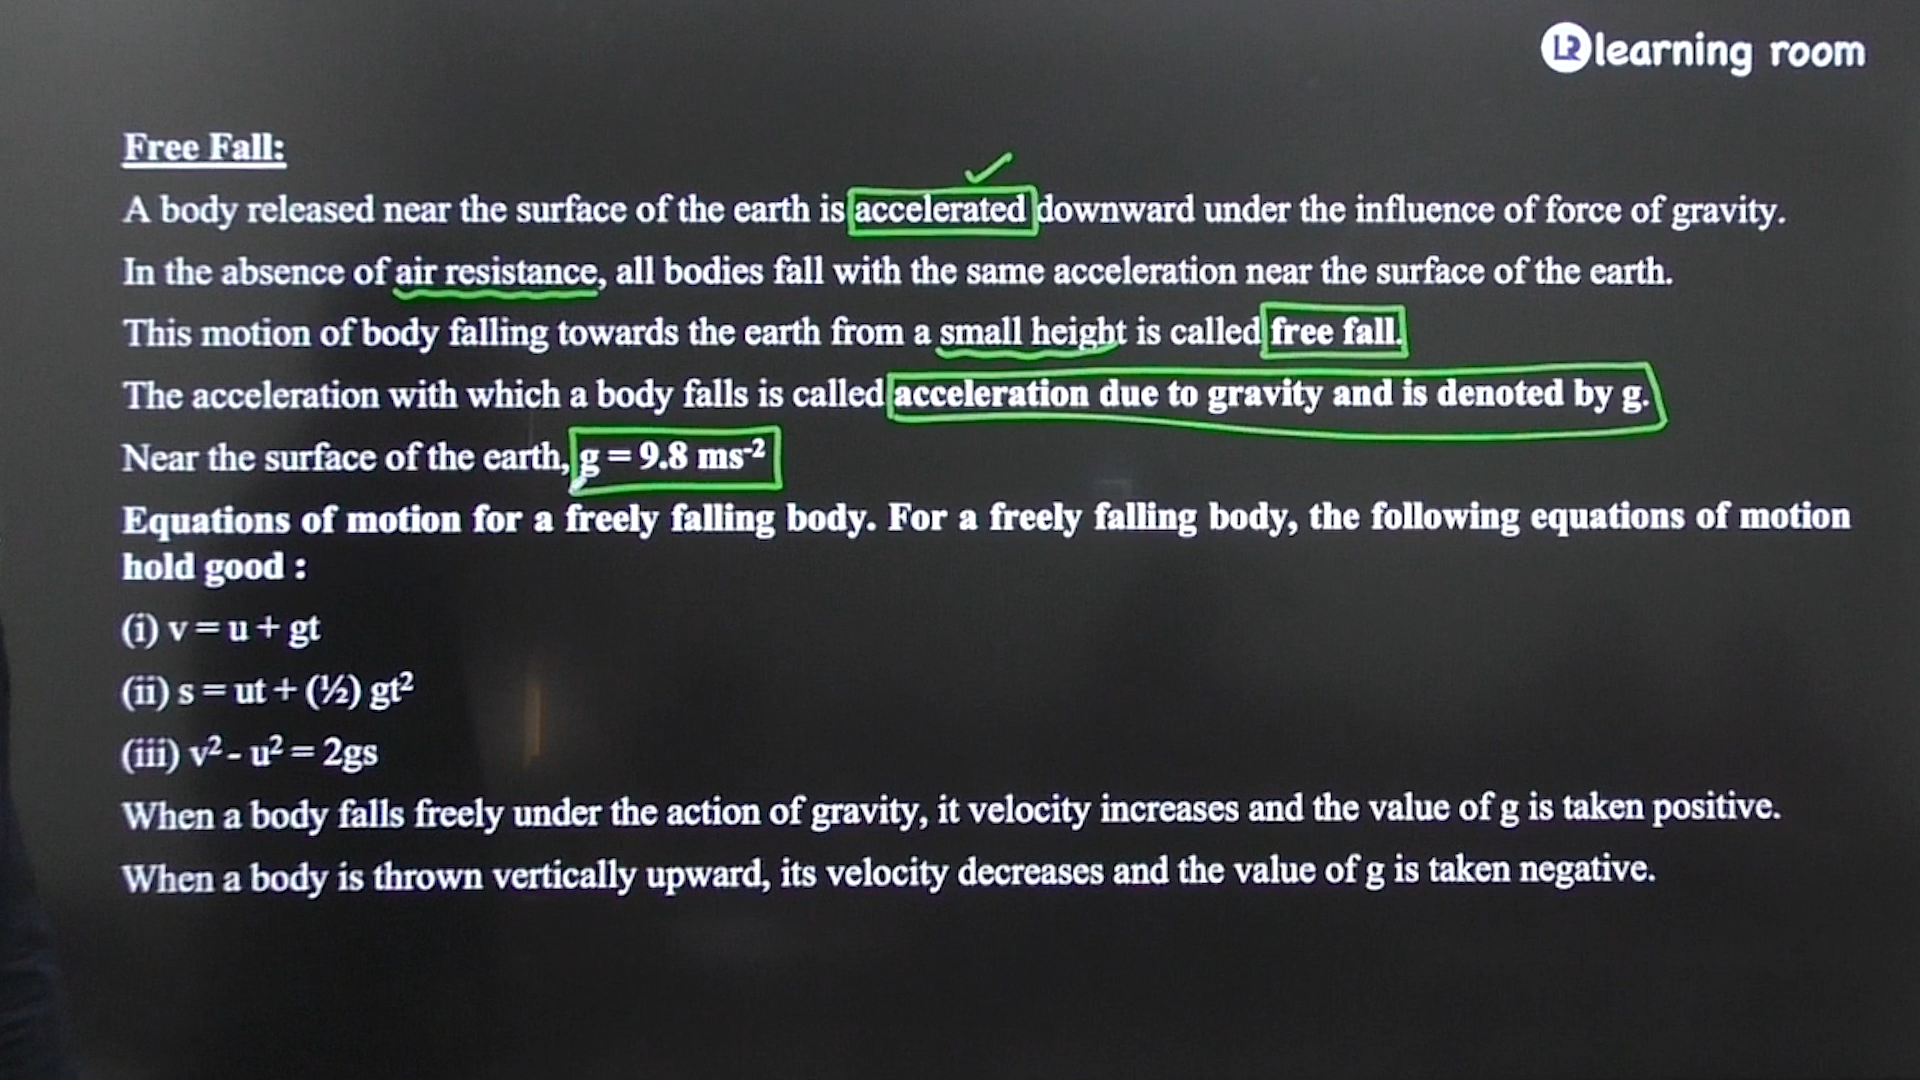 LR learning room
Free Fall:
A body released near the surface of the earth is accelerated downward under the influence of force of gravity.
In the absence of air resistance, all bodies fall with the same acceleration near the surface of the earth.
This motion of body falling towards the earth from a small height is called free fall.
The acceleration with which a body falls is called acceleration due to gravity and is denoted by g.
Near the surface of the earth, g = 9.8 ms⁻²
Equations of motion for a freely falling body. For a freely falling body, the following equations of motion
hold good :
(i) v = u + gt
(ii) s = ut + (½) gt²
(iii) v² - u² = 2gs
When a body falls freely under the action of gravity, it velocity increases and the value of g is taken positive.
When a body is thrown vertically upward, its velocity decreases and the value of g is taken negative.